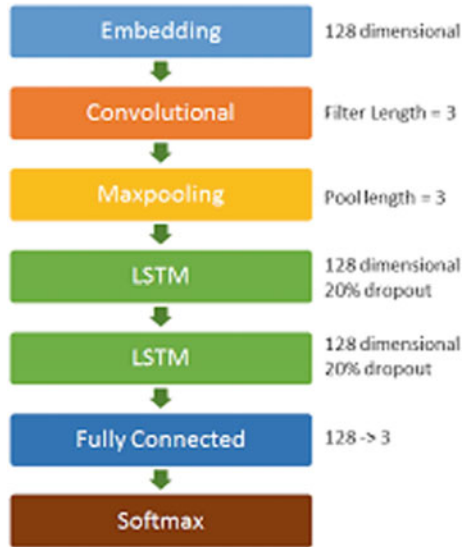 Embedding
128 dimensional
Convolutional
Filter Length = 3
Maxpooling
Pool length = 3
LSTM
128 dimensional
20% dropout
LSTM
128 dimensional
20% dropout
Fully Connected
128 -> 3
Softmax